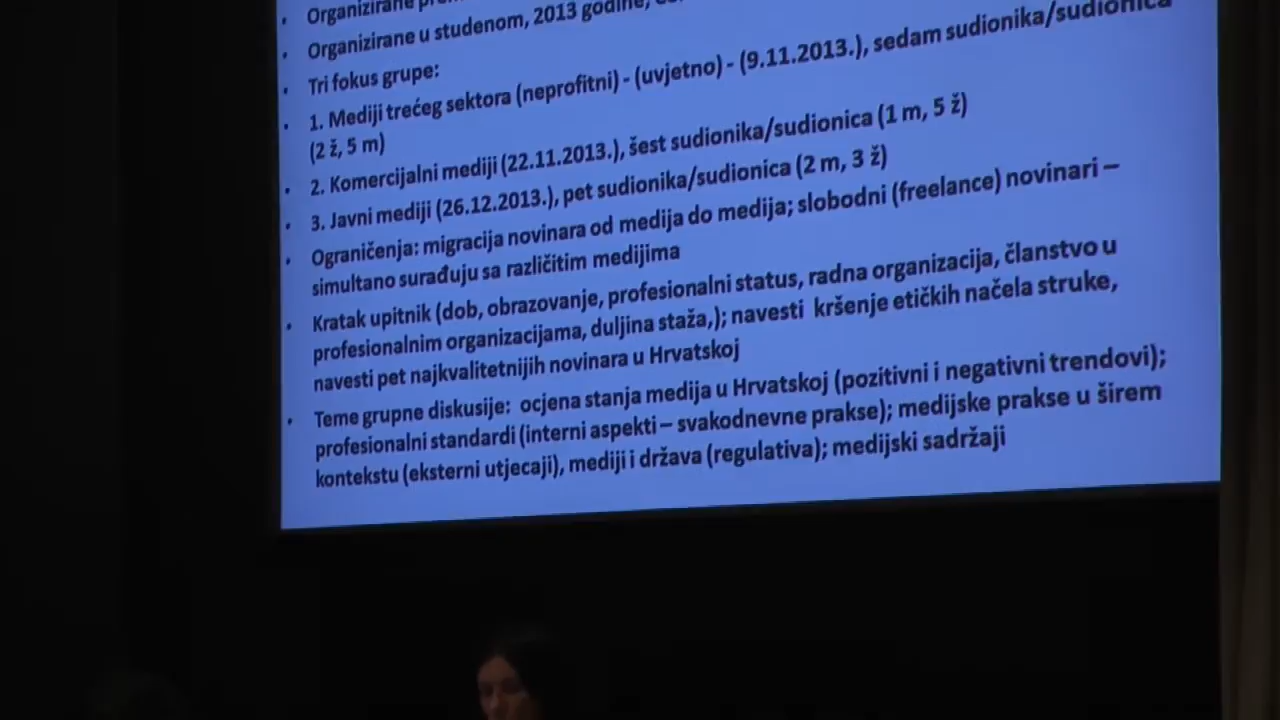 • Organizirane
• Organizirane u studenom, 2013 godine,
• Tri fokus grupe:
• 1. Mediji trećeg sektora (neprofitni) - (uvjetno) - (9.11.2013.), sedam sudionika/sudionica
(2 ž, 5 m)
• 2. Komercijalni mediji (22.11.2013.), šest sudionika/sudionica (1 m, 5 ž)
• 3. Javni mediji (26.12.2013.), pet sudionika/sudionica (2 m, 3 ž)
• Ograničenja: migracija novinara od medija do medija; slobodni (freelance) novinari –
simultano surađuju sa različitim medijima
• Kratak upitnik (dob, obrazovanje, profesionalni status, radna organizacija, članstvo u
profesionalnim organizacijama, duljina staža,); navesti kršenje etičkih načela struke,
navesti pet najkvalitetnijih novinara u Hrvatskoj
• Teme grupne diskusije: ocjena stanja medija u Hrvatskoj (pozitivni i negativni trendovi);
profesionalni standardi (interni aspekti – svakodnevne prakse); medijske prakse u širem
kontekstu (eksterni utjecaji), mediji i država (regulativa); medijski sadržaji